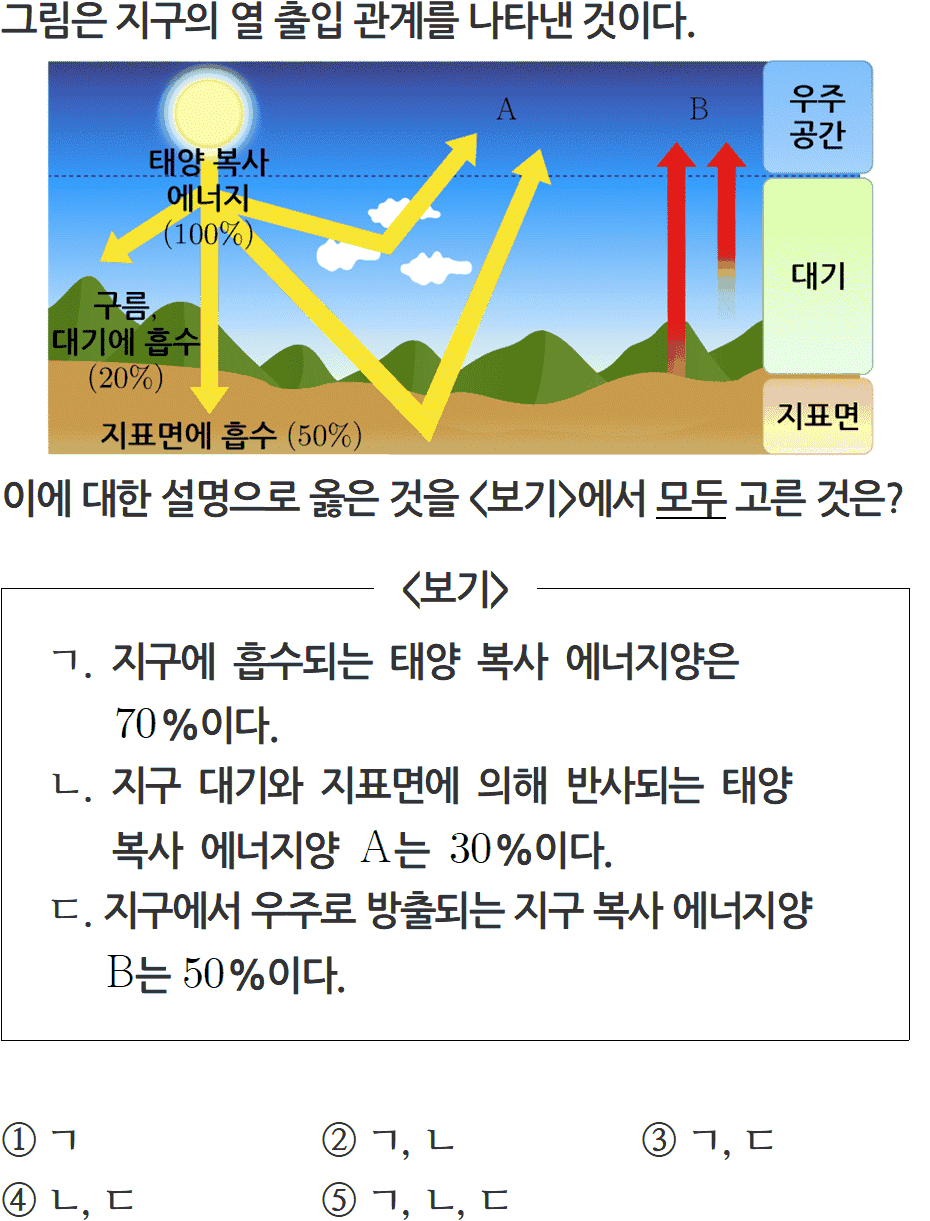 그림은 지구의 열 출입 관계를 나타낸 것이다.
A
B
우주
공간
태양 복사
에너지
(100%)
대기
구름,
대기에 흡수
(20%)
지표면에 흡수 (50%)
지표면
이에 대한 설명으로 옳은 것을 <보기>에서 모두 고른 것은?
<보기>
ㄱ. 지구에 흡수되는 태양 복사 에너지양은
70%이다.
ㄴ. 지구 대기와 지표면에 의해 반사되는 태양
복사 에너지양 A는 30%이다.
ㄷ. 지구에서 우주로 방출되는 지구 복사 에너지양
B는 50%이다.
① ㄱ ② ㄱ, ㄴ ③ ㄱ, ㄷ
④ ㄴ, ㄷ ⑤ ㄱ, ㄴ, ㄷ